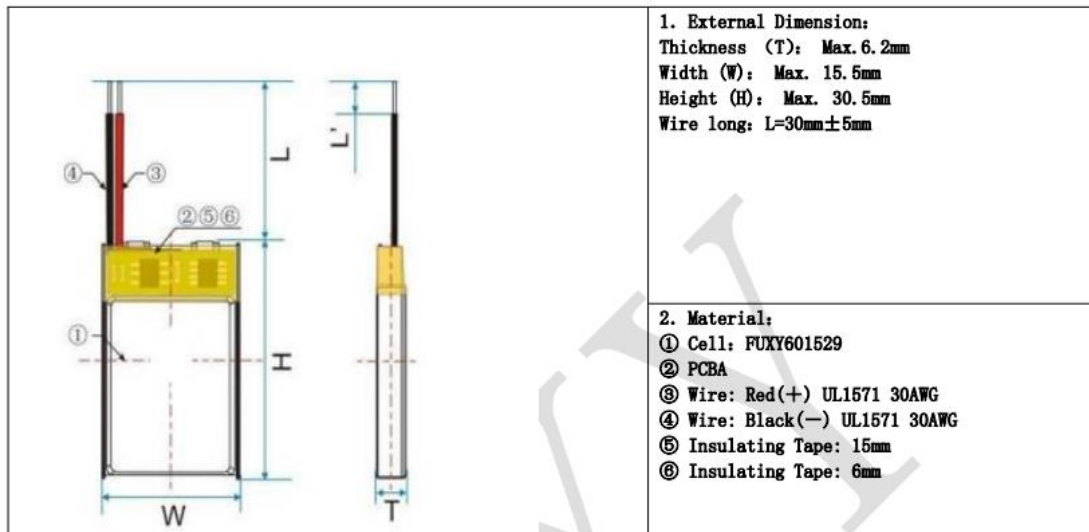 ④
③
②⑤⑥
①
L
L'
H
W
T
1. External Dimension:
Thickness （T）： Max.6.2mm
Width (W)： Max. 15.5mm
Height (H)： Max. 30.5mm
Wire long: L=30mm±5mm
2. Material:
① Cell: FUXY601529
② PCBA
③ Wire: Red(+) UL1571 30AWG
④ Wire: Black(—) UL1571 30AWG
⑤ Insulating Tape: 15mm
⑥ Insulating Tape: 6mm